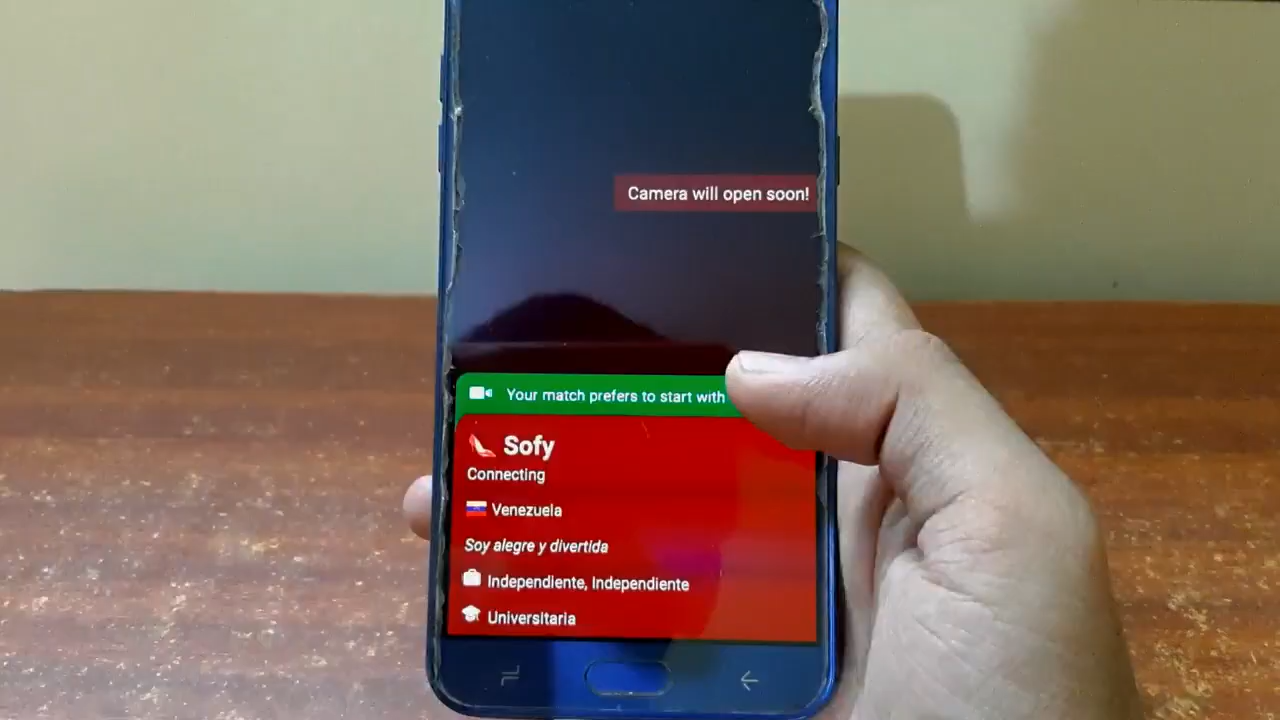 Camera will open soon!
Your match prefers to start with
Sofy
Connecting
Venezuela
Soy alegre y divertida
Independiente, Independiente
Universitaria